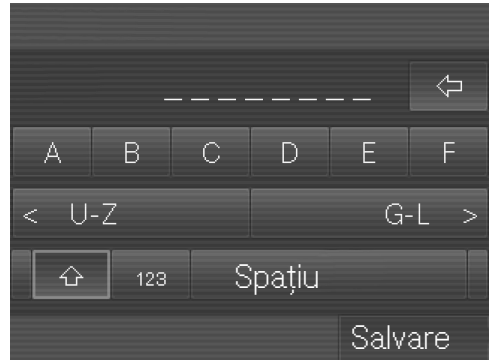 _ _ _ _ _ _ _ _ _
A B C D E F
< U-Z G-L >
123 Spațiu
Salvare